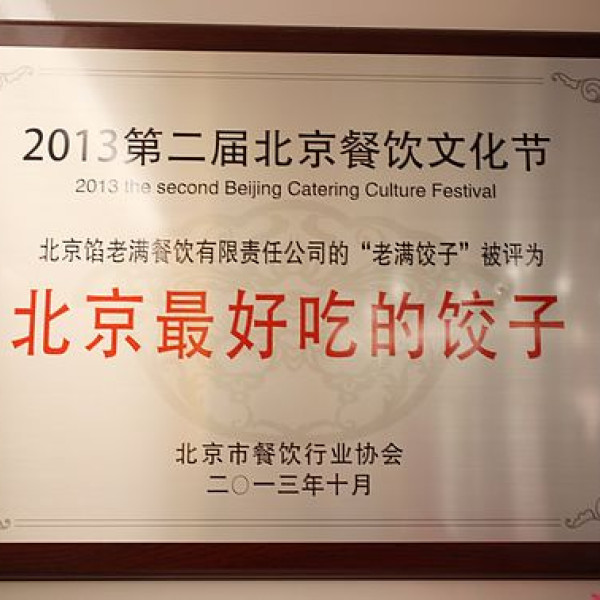 2013第二届北京餐饮文化节
2013 the second Beijing Catering Culture Festival
北京馅老满餐饮有限责任公司的“老满饺子”被评为
北京最好吃的饺子
北京市餐饮行业协会
二〇一三年十月